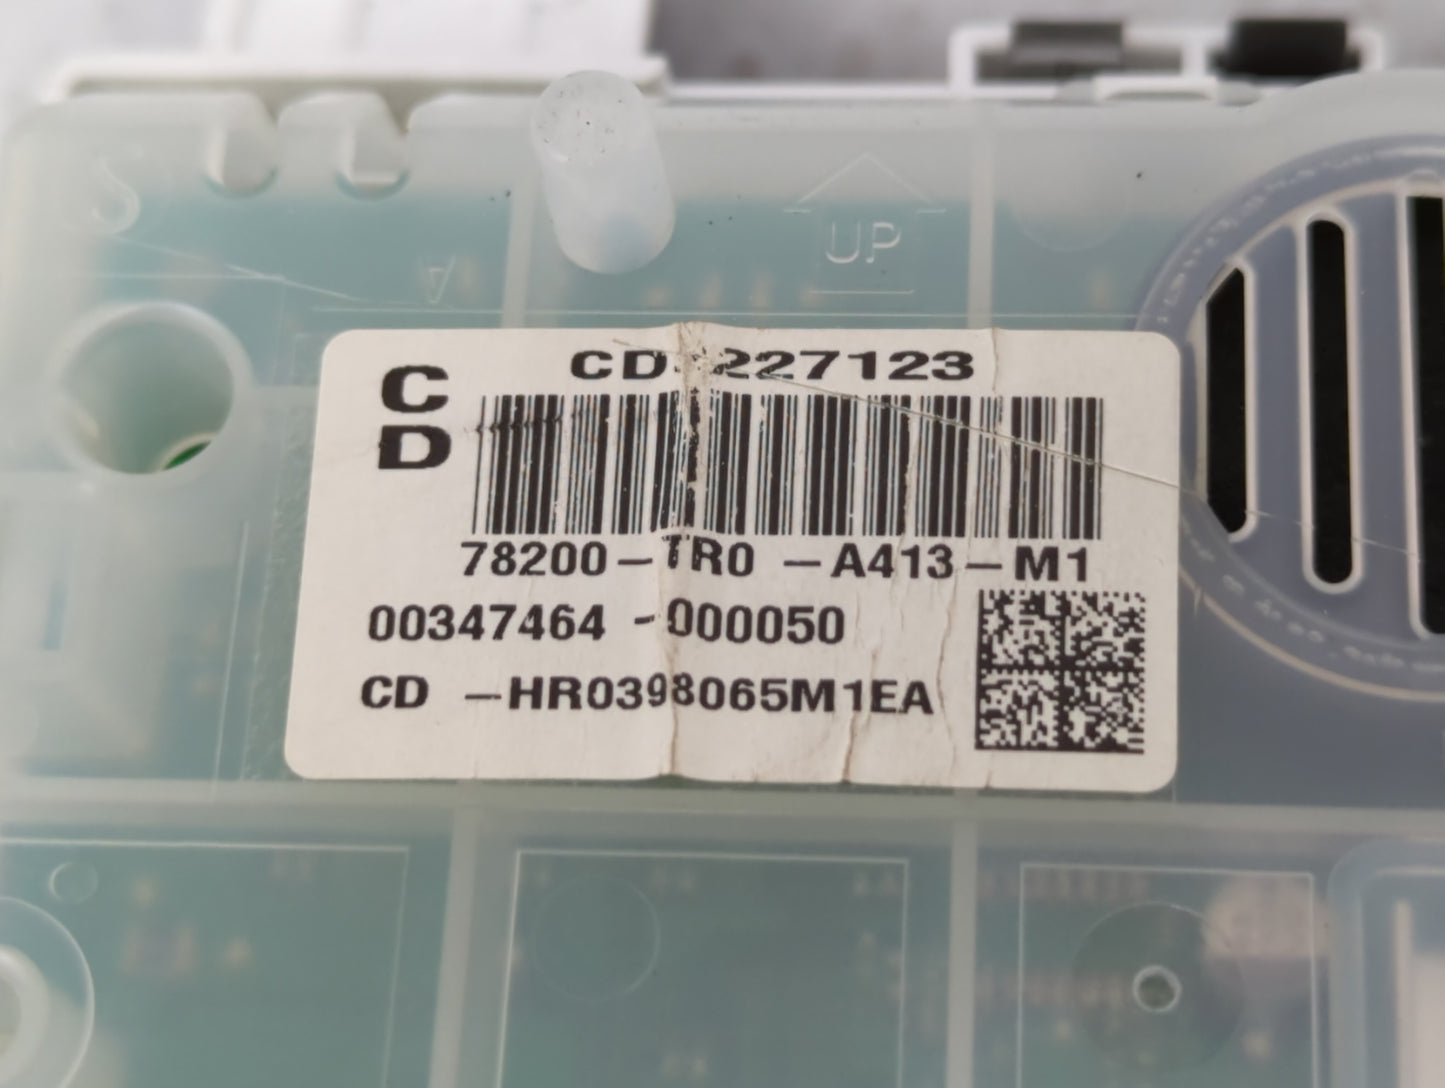 UP
A
C
D
CD-227123
78200-TR0 -A413-M1
00347464 -000050
CD -HR0398065M1EA